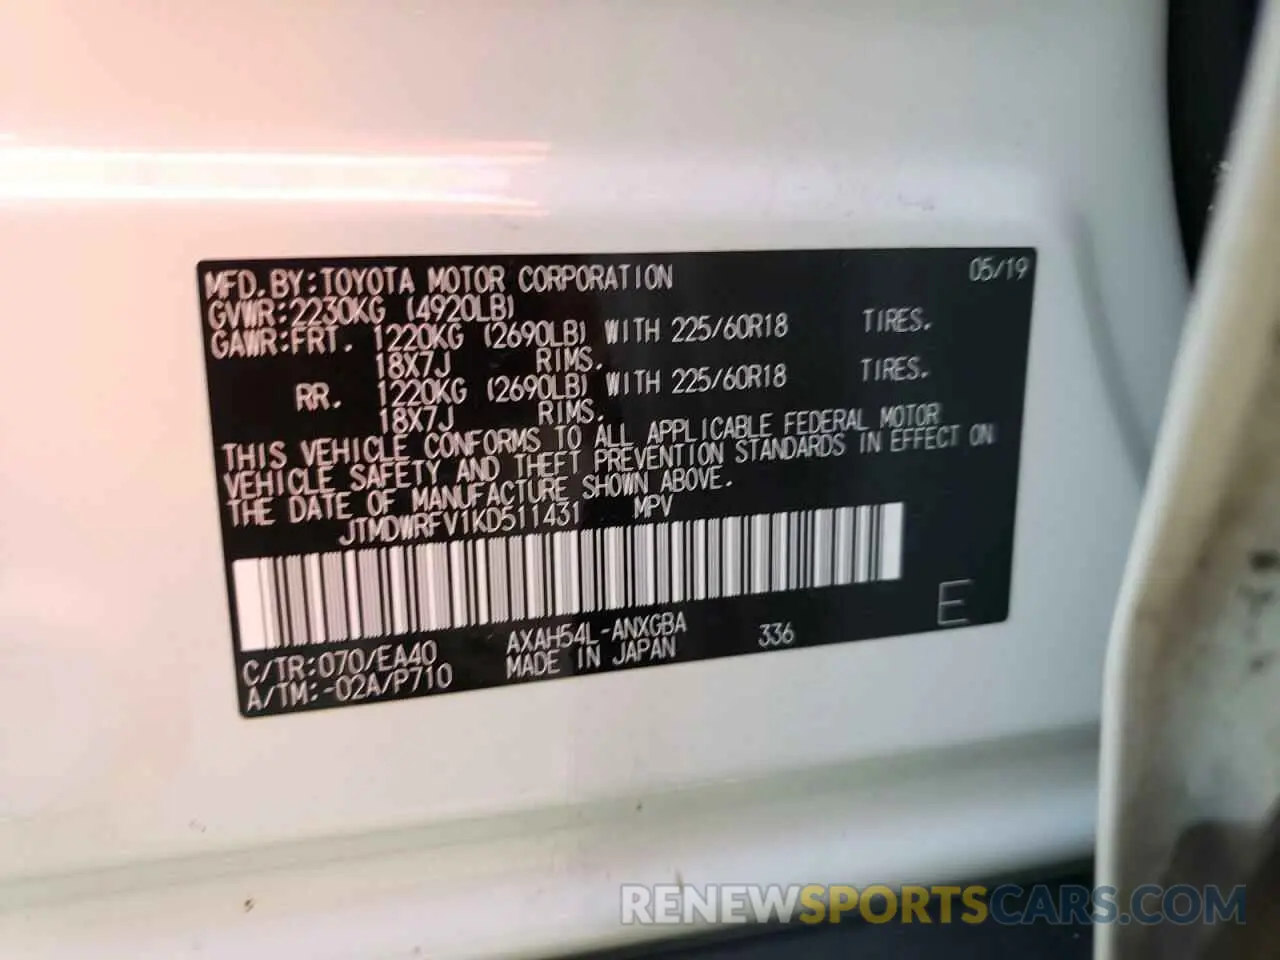 MFD. BY:TOYOTA MOTOR CORPORATION 05/19
GVWR:2230KG (4920LB)
GAWR:FRT. 1220KG (2690LB) WITH 225/60R18 TIRES.
18X7J RIMS.
RR. 1220KG (2690LB) WITH 225/60R18 TIRES.
18X7J RIMS.
THIS VEHICLE CONFORMS TO ALL APPLICABLE FEDERAL MOTOR
VEHICLE SAFETY AND THEFT PREVENTION STANDARDS IN EFFECT ON
THE DATE OF MANUFACTURE SHOWN ABOVE.
JTMDWRFV1KD511431 MPV
E
C/TR:070/EA40 AXAH54L-ANXGBA 336
A/TM:-02A/P710 MADE IN JAPAN
RENEWSPORTSCARS.COM